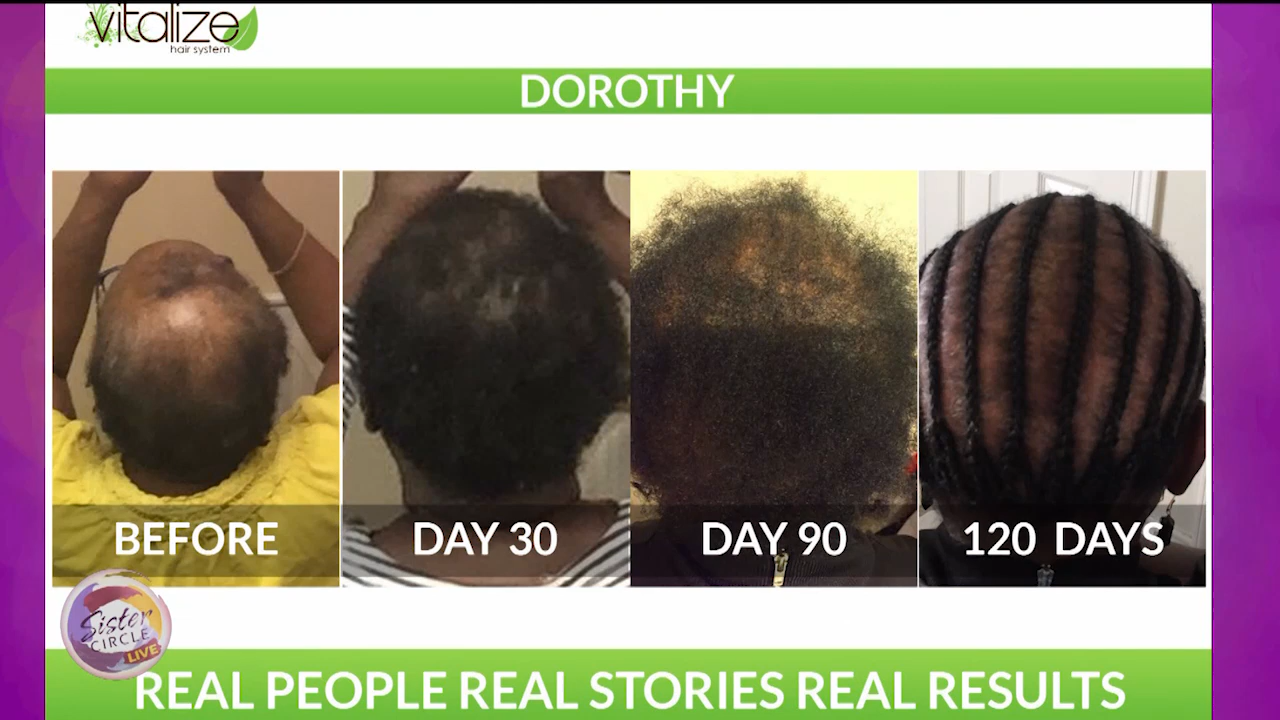 vitalize
hair system
DOROTHY
BEFORE
DAY 30
DAY 90
120 DAYS
Sister
CIRCLE
LIVE
REAL PEOPLE REAL STORIES REAL RESULTS